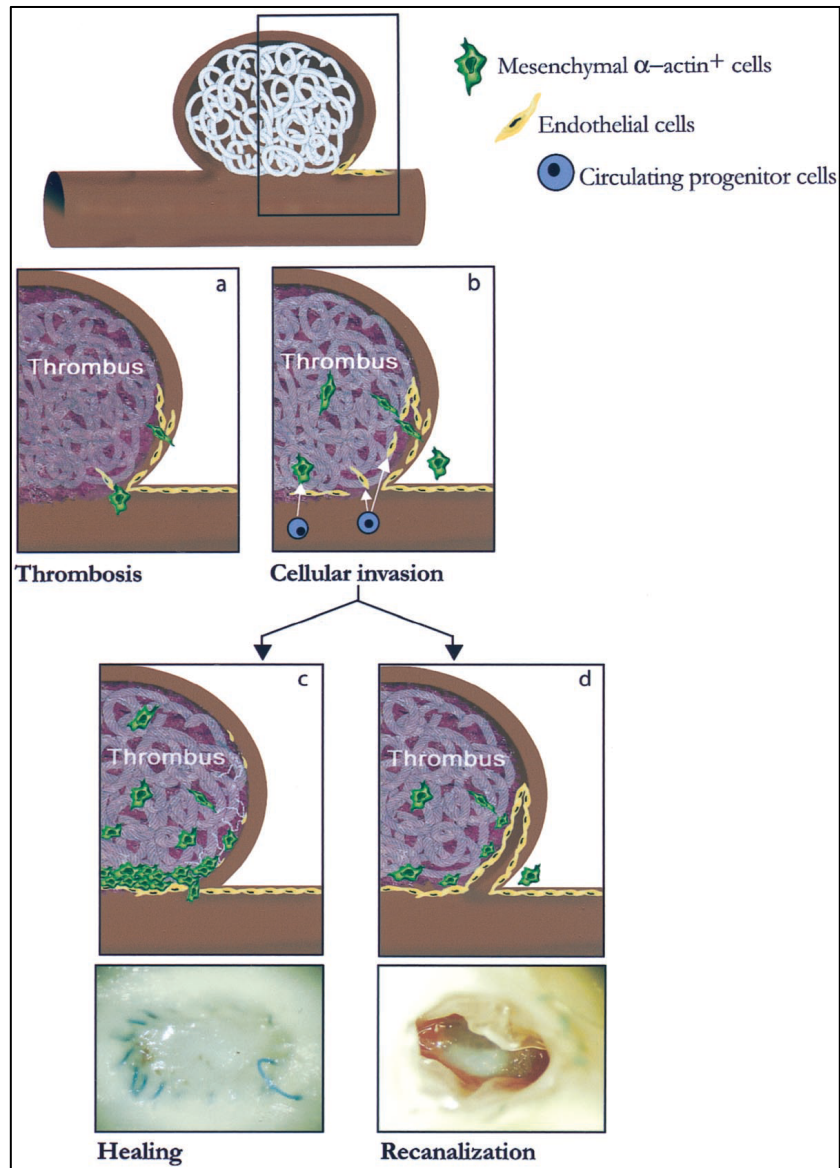 Mesenchymal α–actin+ cells
Endothelial cells
Circulating progenitor cells
a
Thrombus
Thrombosis
b
Thrombus
Cellular invasion
c
Thrombus
Healing
d
Thrombus
Recanalization